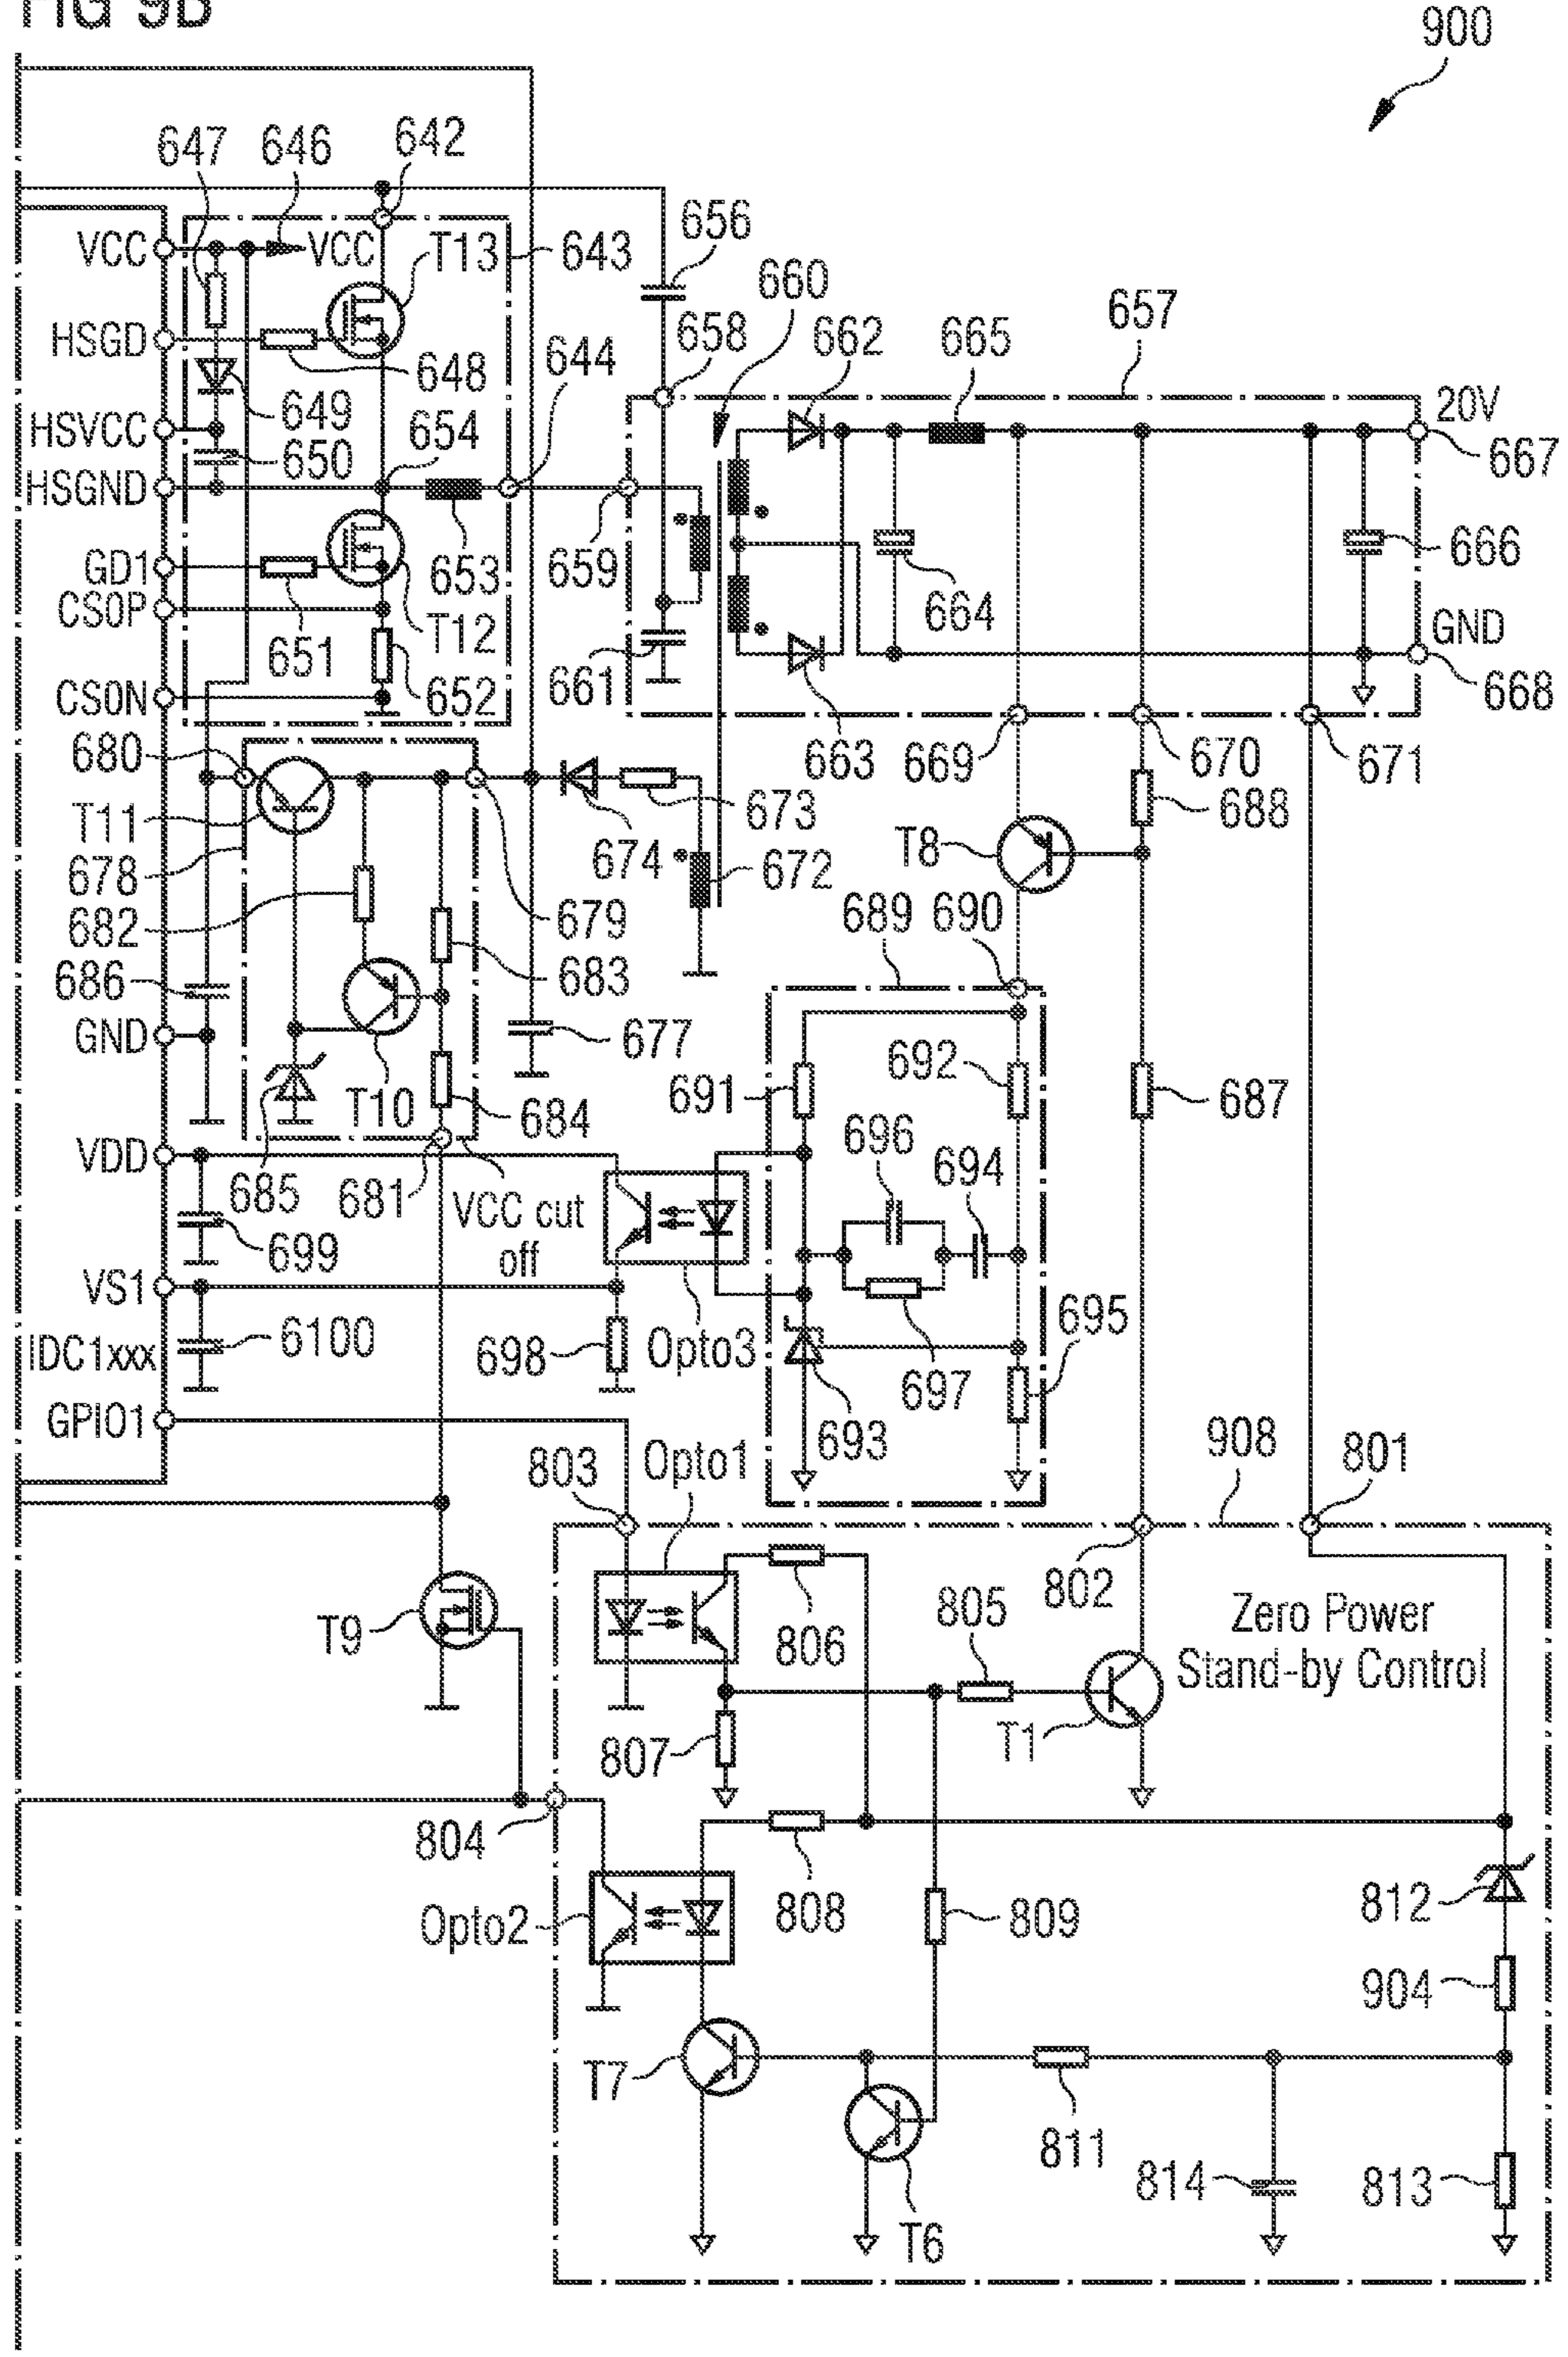 FIG 9B
900
647 646 642
656
VCC VCC T13 643 660
657
HSGD 658 662 665
648 644
649 20V
HSVCC 654 667
650
HSGND
659 666
GD1 653 664
CS0P T12 GND
651 661
CS0N 652 668
680 663 669 670 671
T11 673 688
678 674 T8
672
682 679 689 690
683
686
GND 677 692
691 687
T10 684 696
VDD 694
685 681 VCC cut
off
699
VS1
695
IDC1xxx 6100 698 Opto3
697
GPIO1 693
Opto1 908 801
803
802
T9 806 805 Zero Power
Stand-by Control
807 T1
804
812
Opto2 808 809
904
T7
811
814 813
T6